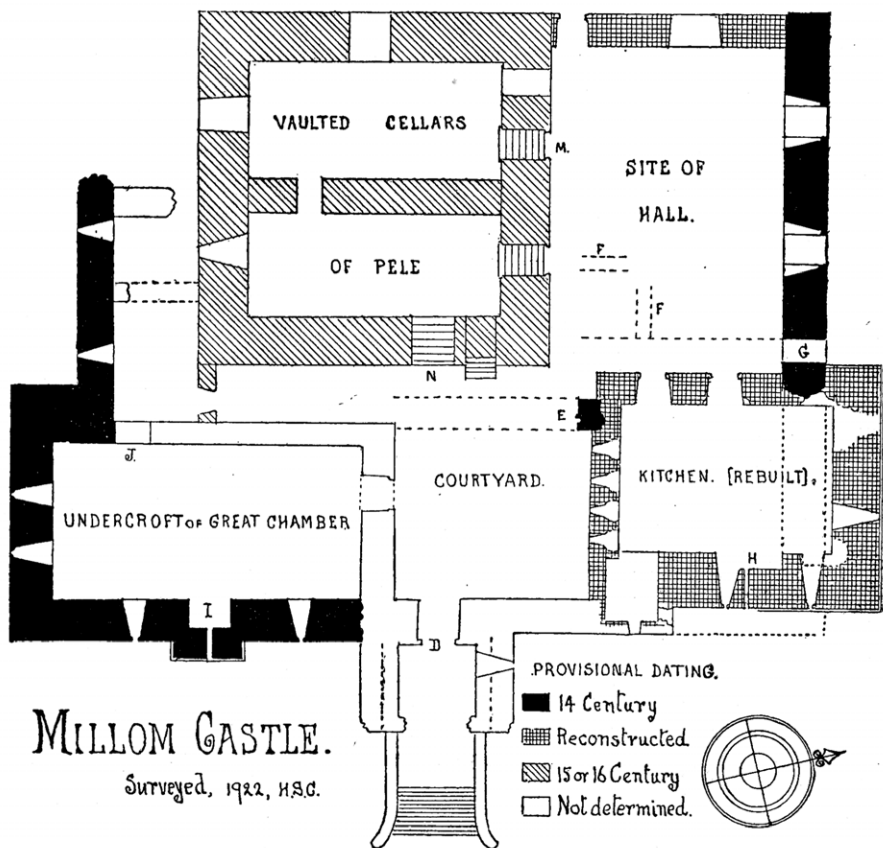 VAULTED CELLARS
M.
SITE OF
HALL.
OF PELE
F
F
G
N
E
J.
COURTYARD.
KITCHEN. [REBUILT].
UNDERCROFT OF GREAT CHAMBER
H
I
D
PROVISIONAL DATING.
14 Century
Reconstructed
15 or 16 Century
Not determined.
MILLOM CASTLE.
Surveyed, 1922, H.S.C.